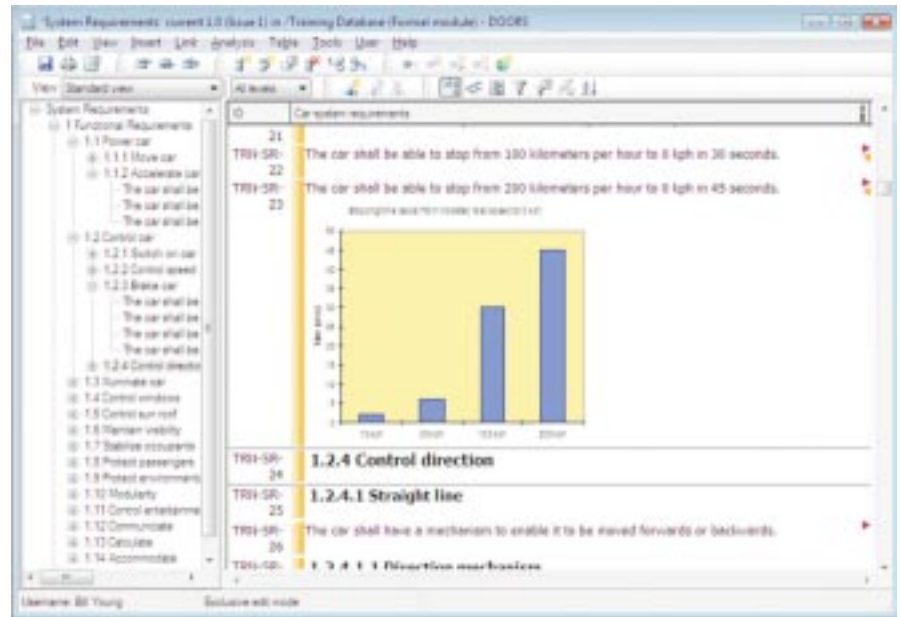 'System Requirements' current 1.0 (Issue 1) in /Training Database (Formal module) - DOORS
File Edit View Insert Link Analysis Table Tools User Help
View Standard view All levels
System Requirements
1 Functional Requirements
1.1 Power car
1.1.1 Move car
1.1.2 Accelerate car
The car shall be
The car shall be
The car shall be
1.2 Control car
1.2.1 Switch on car
1.2.2 Control speed
1.2.3 Brake car
The car shall be
The car shall be
The car shall be
The car shall be
1.2.4 Control directio
1.3 Illuminate car
1.4 Control windows
1.5 Control sun roof
1.6 Maintain visibility
1.7 Stabilise occupants
1.8 Protect passengers
1.9 Protect environment
1.10 Modularity
1.11 Control entertainme
1.12 Communicate
1.13 Calculate
1.14 Accommodate
ID Car system requirements
21
TRN-SR-22 The car shall be able to stop from 100 kilometers per hour to 0 kph in 30 seconds.
TRN-SR-23 The car shall be able to stop from 200 kilometers per hour to 0 kph in 45 seconds.
TRN-SR-24 1.2.4 Control direction
TRN-SR-25 1.2.4.1 Straight line
TRN-SR-26 The car shall have a mechanism to enable it to be moved forwards or backwards.
TRN-SR- 1.2.4.1.1 Direction mechanism
Username: Bill Young Exclusive edit mode